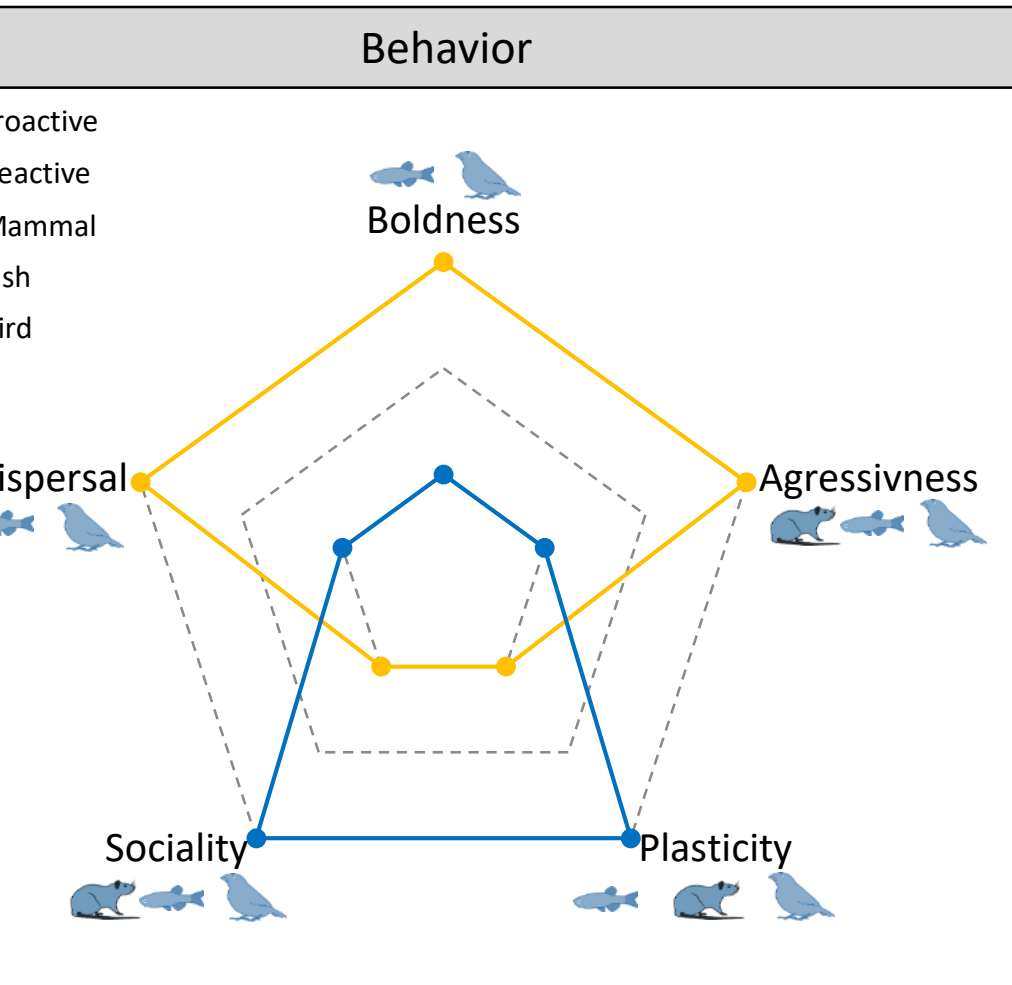 Behavior
roactive
eactive
Mammal
sh
ird
Boldness
ispersal
Agressivness
Sociality
Plasticity